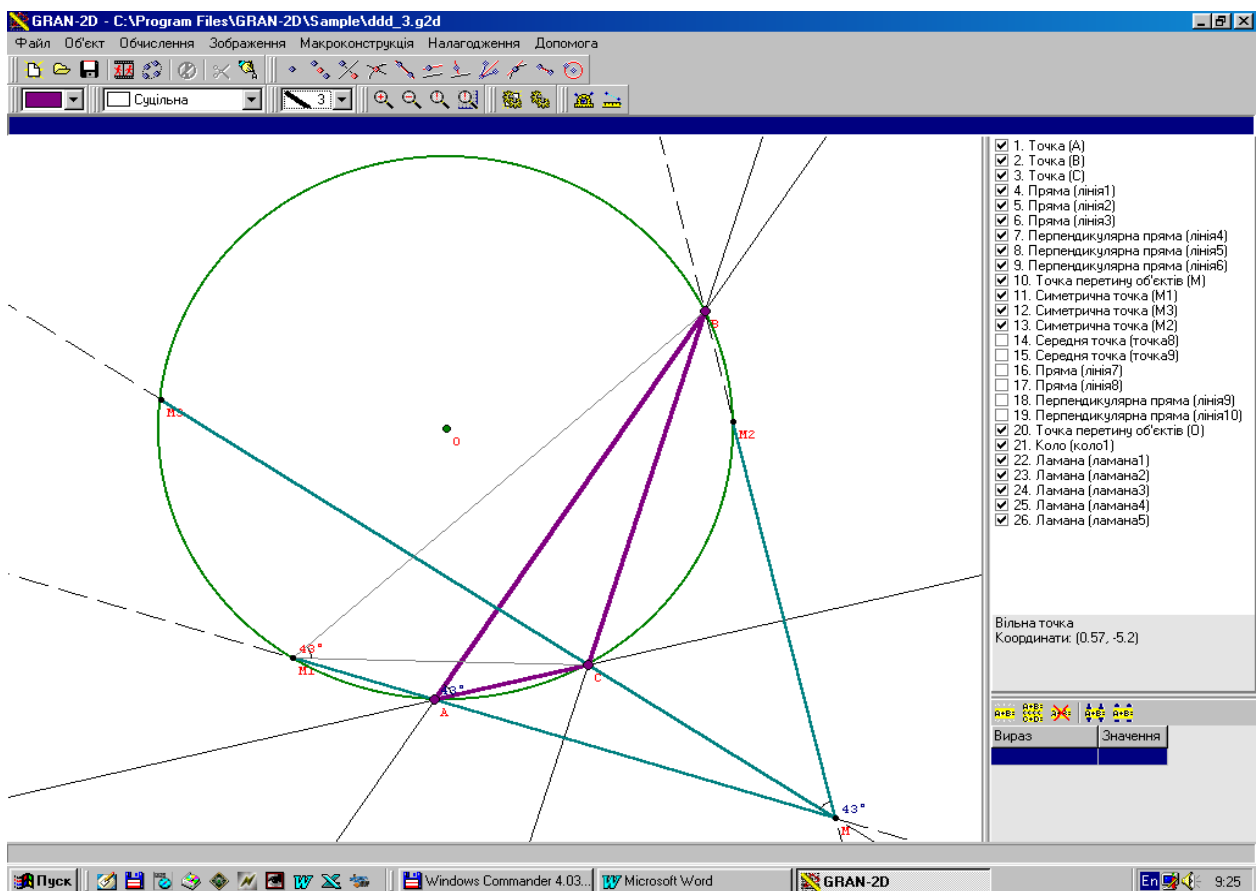 GRAN-2D - C:\Program Files\GRAN-2D\Sample\ddd_3.g2d
Файл Об'єкт Обчислення Зображення Макроконструкція Налагодження Допомога
Суцільна 3
1. Точка (A)
2. Точка (B)
3. Точка (C)
4. Пряма (лінія1)
5. Пряма (лінія2)
6. Пряма (лінія3)
7. Перпендикулярна пряма (лінія4)
8. Перпендикулярна пряма (лінія5)
9. Перпендикулярна пряма (лінія6)
10. Точка перетину об'єктів (M)
11. Симетрична точка (M1)
12. Симетрична точка (M3)
13. Симетрична точка (M2)
14. Середня точка (точка8)
15. Середня точка (точка9)
16. Пряма (лінія7)
17. Пряма (лінія8)
18. Перпендикулярна пряма (лінія9)
19. Перпендикулярна пряма (лінія10)
20. Точка перетину об'єктів (O)
21. Коло (коло1)
22. Ламана (ламана1)
23. Ламана (ламана2)
24. Ламана (ламана3)
25. Ламана (ламана4)
26. Ламана (ламана5)
B
M3
M2
O
43°
M1
C
43°
A
43°
M
Вільна точка
Координати: (0.57, -5.2)
Вираз Значення
Пуск Windows Commander 4.03... Microsoft Word GRAN-2D En 9:25